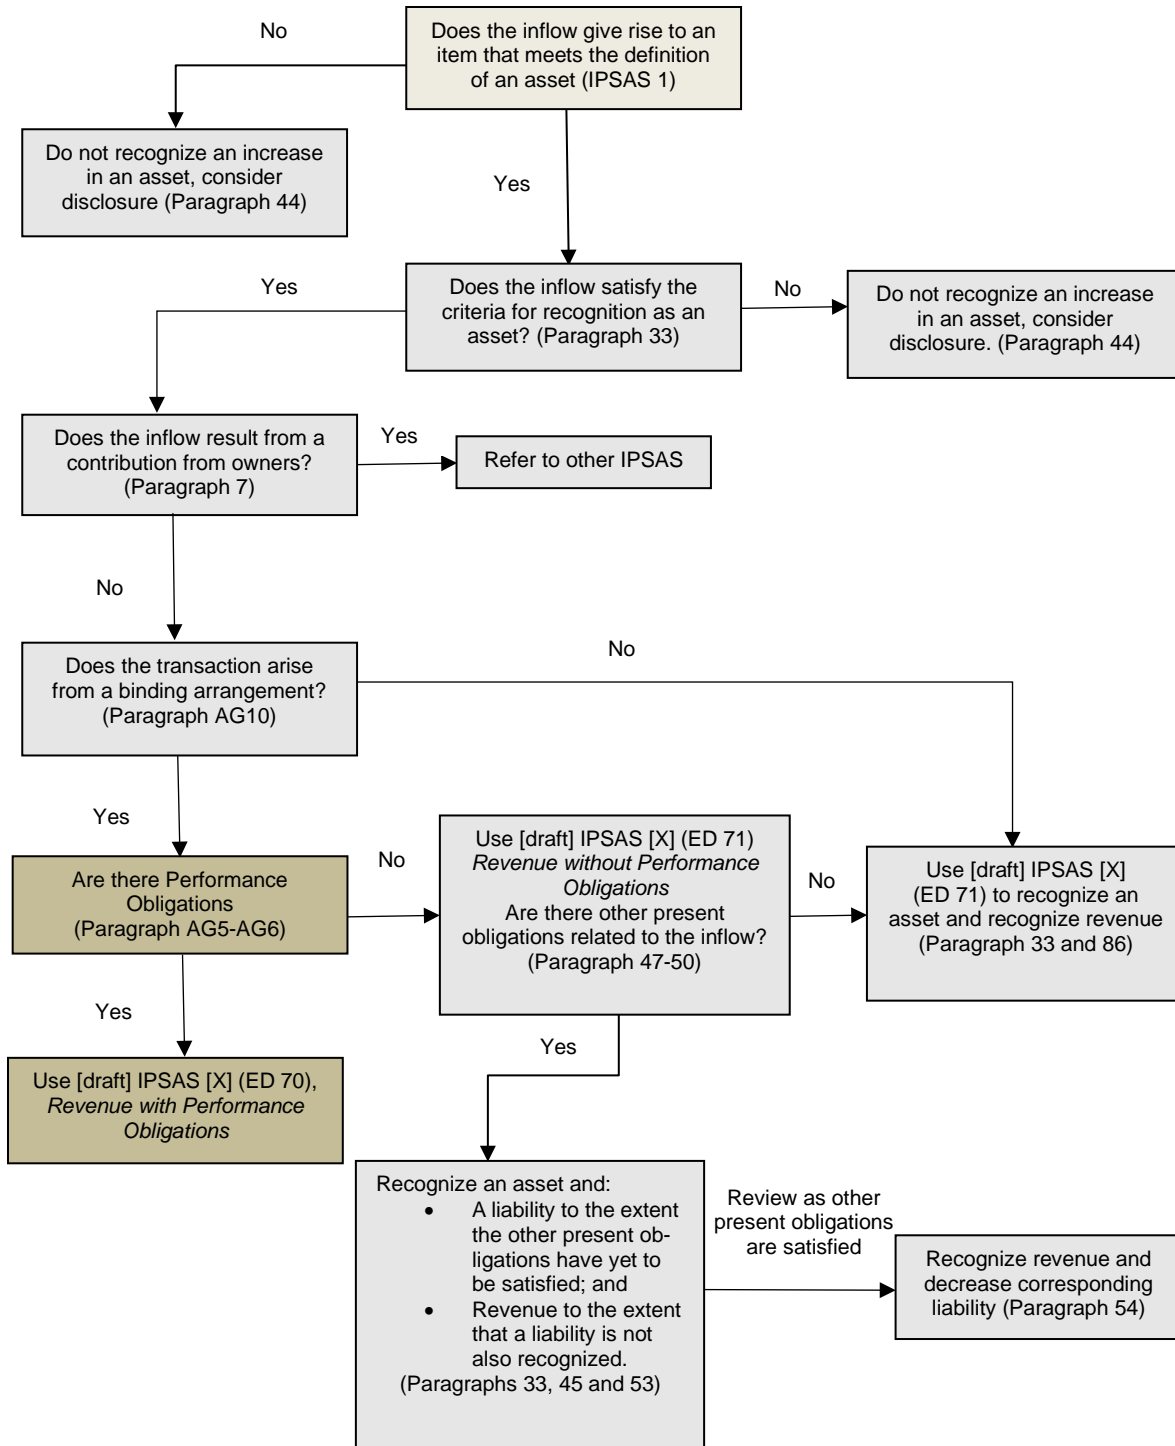 No
Does the inflow give rise to an
item that meets the definition
of an asset (IPSAS 1)
Do not recognize an increase
in an asset, consider
disclosure (Paragraph 44)
Yes
Yes
Does the inflow satisfy the
criteria for recognition as an
asset? (Paragraph 33)
No
Do not recognize an increase
in an asset, consider
disclosure. (Paragraph 44)
Does the inflow result from a
contribution from owners?
(Paragraph 7)
Yes
Refer to other IPSAS
No
Does the transaction arise
from a binding arrangement?
(Paragraph AG10)
No
Yes
Are there Performance
Obligations
(Paragraph AG5-AG6)
No
Use [draft] IPSAS [X] (ED 71)
Revenue without Performance
Obligations
Are there other present
obligations related to the inflow?
(Paragraph 47-50)
No
Use [draft] IPSAS [X]
(ED 71) to recognize an
asset and recognize revenue
(Paragraph 33 and 86)
Yes
Use [draft] IPSAS [X] (ED 70),
Revenue with Performance
Obligations
Yes
Recognize an asset and:
• A liability to the extent
the other present ob-
ligations have yet to
be satisfied; and
• Revenue to the extent
that a liability is not
also recognized.
(Paragraphs 33, 45 and 53)
Review as other
present obligations
are satisfied
Recognize revenue and
decrease corresponding
liability (Paragraph 54)